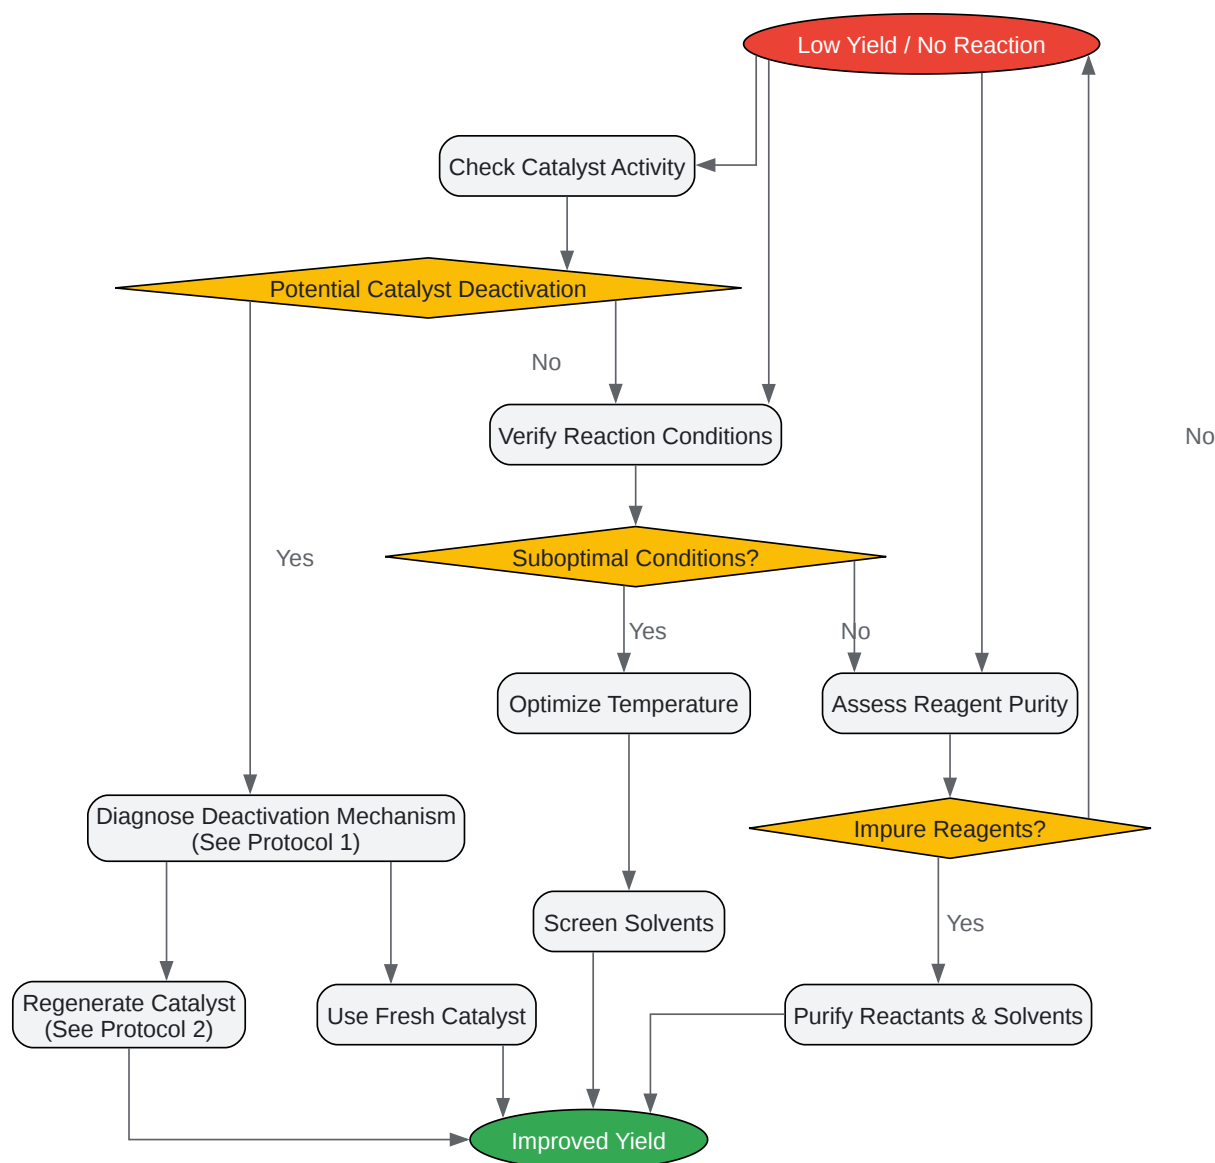 Low Yield / No Reaction
Check Catalyst Activity
Potential Catalyst Deactivation
No
Verify Reaction Conditions
No
Yes
Suboptimal Conditions?
Yes
No
Optimize Temperature
Assess Reagent Purity
Diagnose Deactivation Mechanism
(See Protocol 1)
Impure Reagents?
Screen Solvents
Yes
Regenerate Catalyst
(See Protocol 2)
Use Fresh Catalyst
Purify Reactants & Solvents
Improved Yield